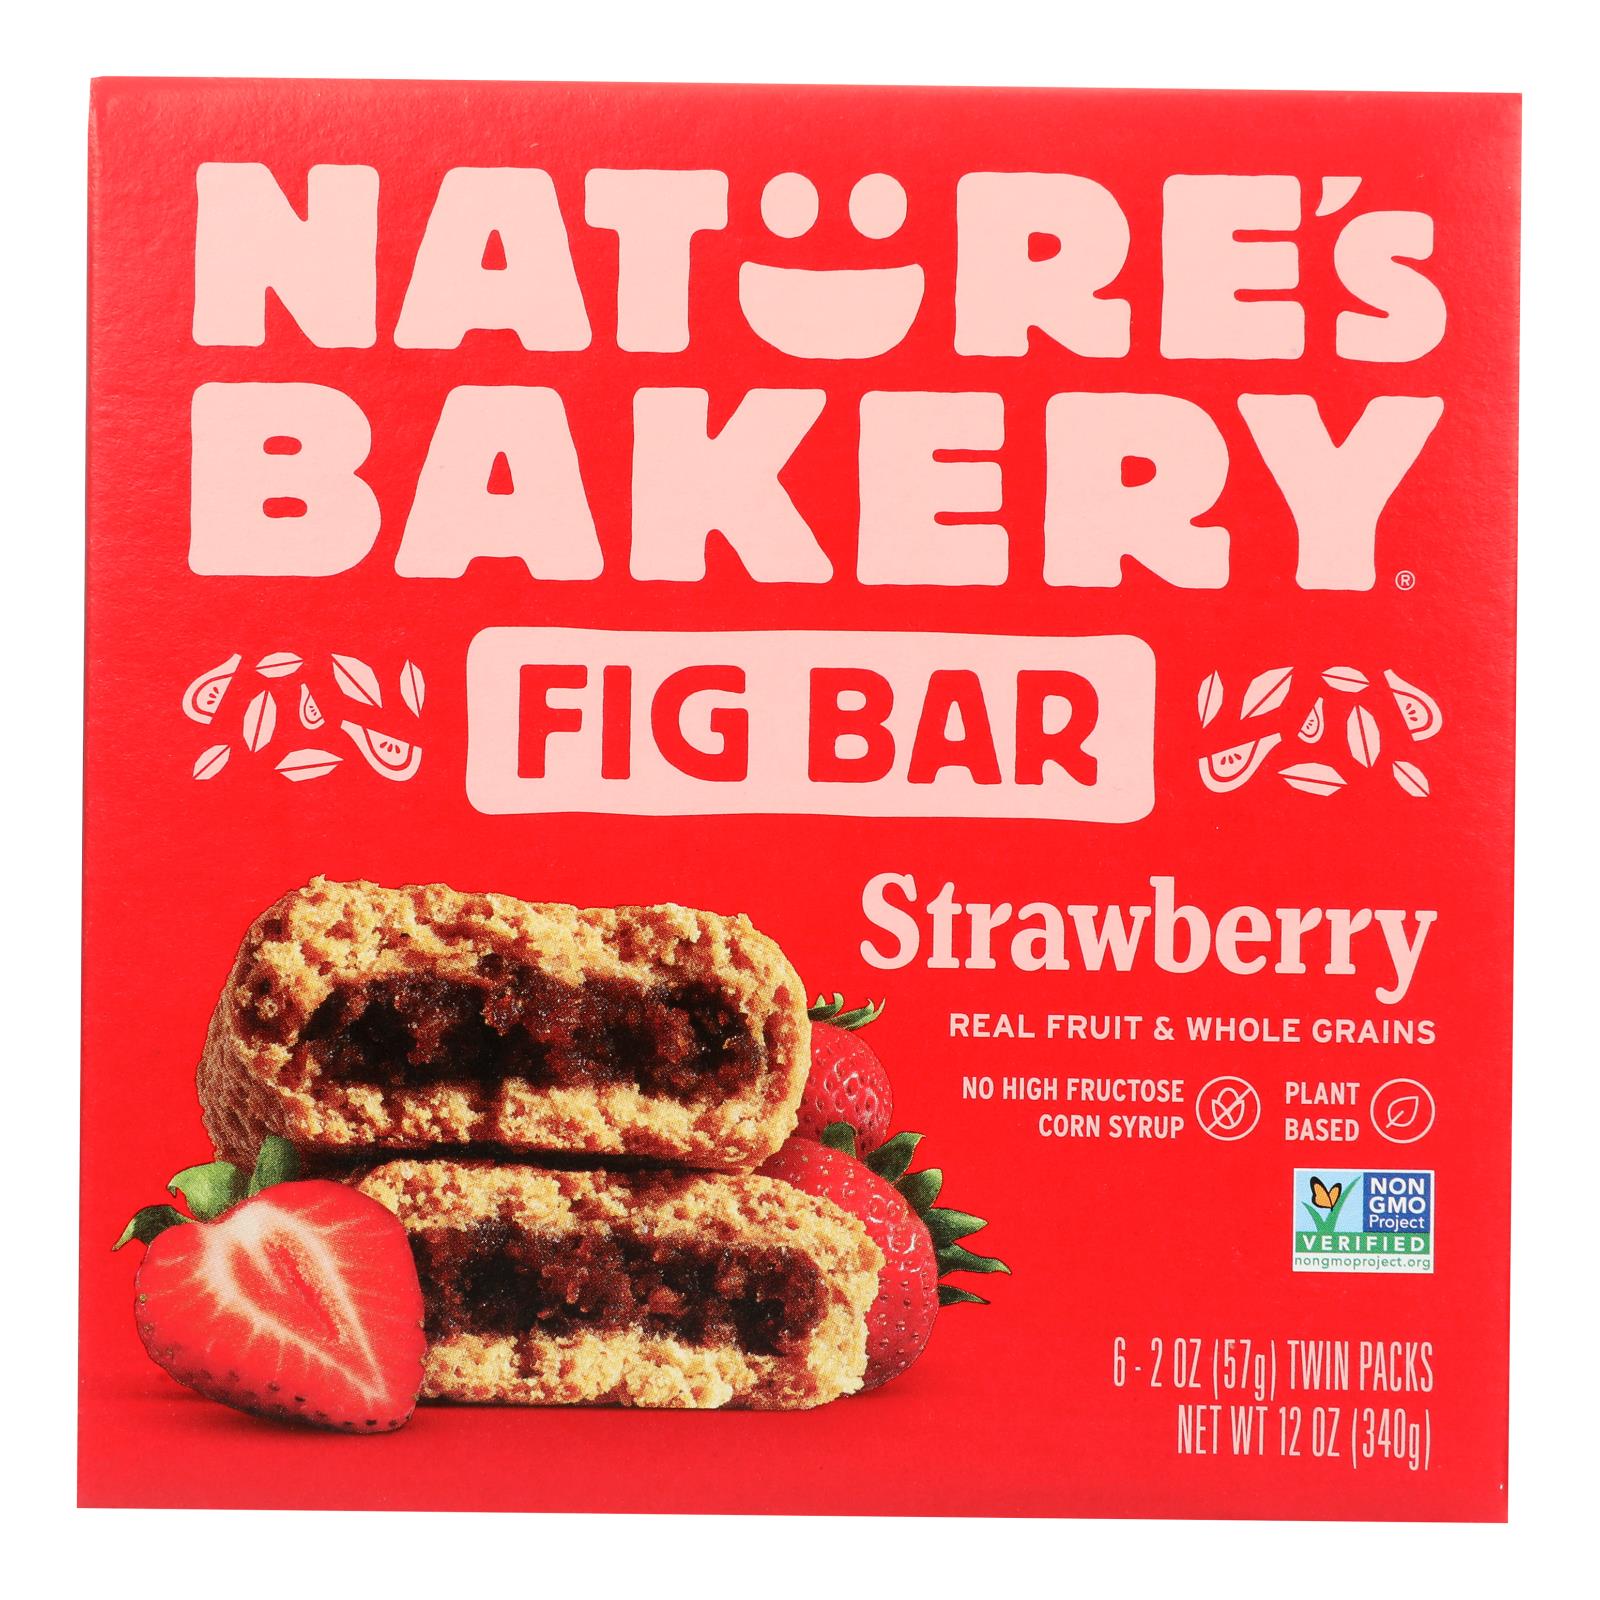 NATÜRE'S
BAKERY®
FIG BAR
Strawberry
REAL FRUIT & WHOLE GRAINS
NO HIGH FRUCTOSE
CORN SYRUP
PLANT
BASED
NON
GMO
Project
VERIFIED
nongmoproject.org
6 - 2 OZ (57g) TWIN PACKS
NET WT 12 OZ (340g)